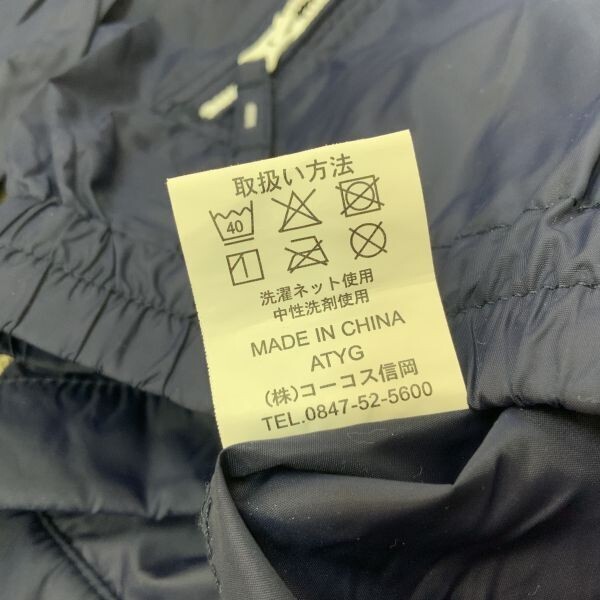 取扱い方法
40
洗濯ネット使用
中性洗剤使用
MADE IN CHINA
ATYG
(株)コーコス信岡
TEL.0847-52-5600